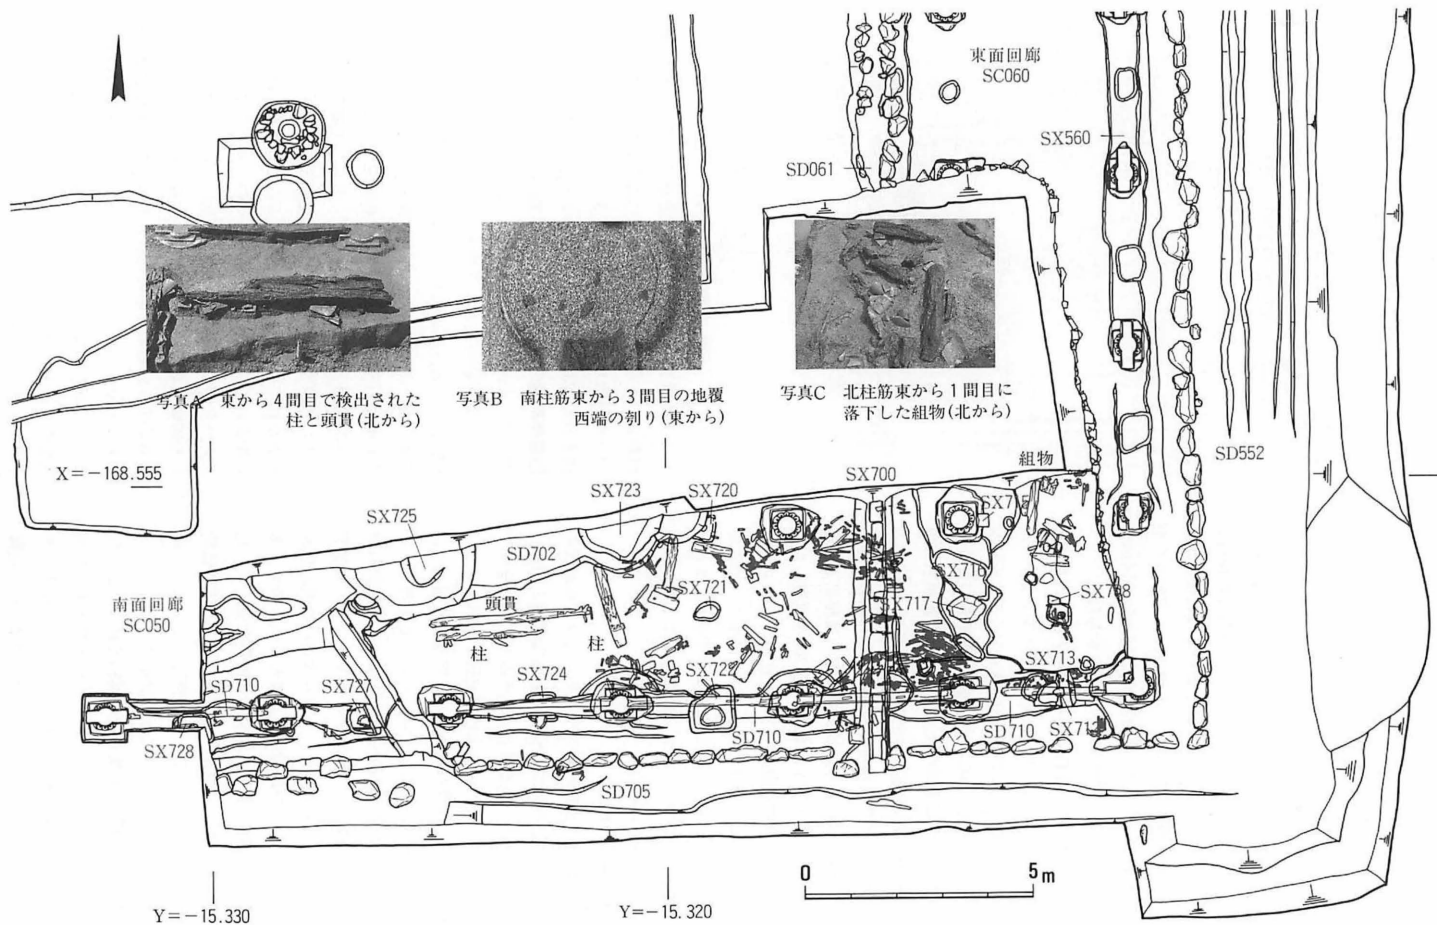 東面回廊
SC060
SX560
SD061
写真A 東から4間目で検出された
柱と頭貫(北から)
写真B 南柱筋東から3間目の地覆
西端の刳り(東から)
写真C 北柱筋東から1間目に
落下した組物(北から)
SD552
X=-168.555
組物
SX700
SX723
SX720
SX7
SX725
SD702
SX716
SX721
SX717
頭貫
南面回廊
SC050
柱
柱
SX724
SX713
SD710
SX727
SX728
SD710
SD710
SD705
0
5m
Y=-15.330
Y=-15.320